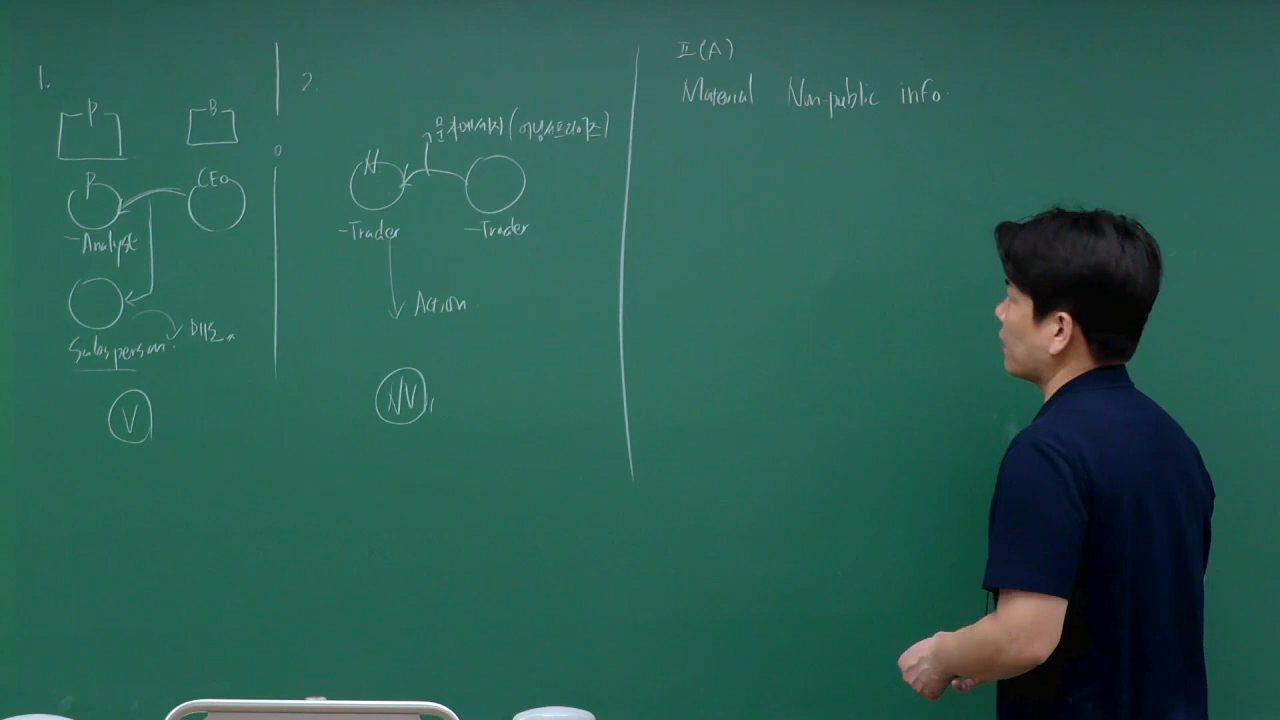 1.
P B
P CEO
-Analyst
Salesperson.
V
2.
N
-Trader -Trader
Action
NV
II(A)
Material Non-public info.